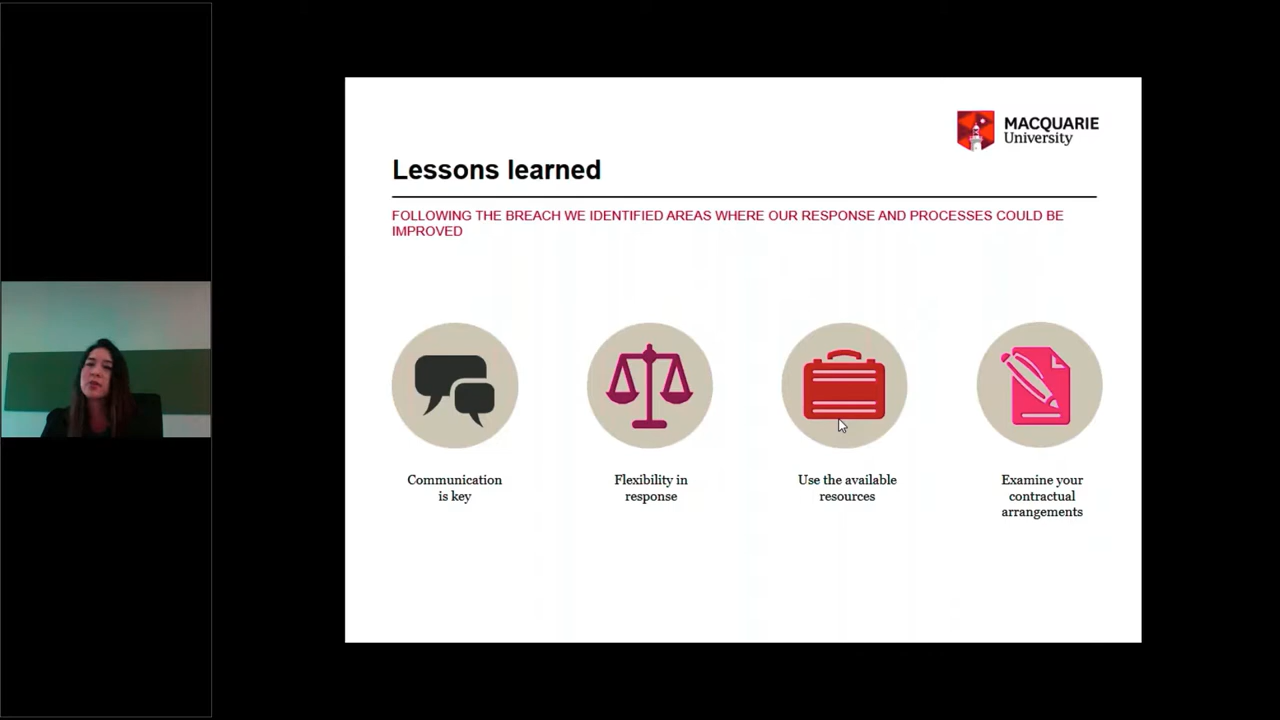 MACQUARIE
University
Lessons learned
FOLLOWING THE BREACH WE IDENTIFIED AREAS WHERE OUR RESPONSE AND PROCESSES COULD BE
IMPROVED
Communication
is key
Flexibility in
response
Use the available
resources
Examine your
contractual
arrangements